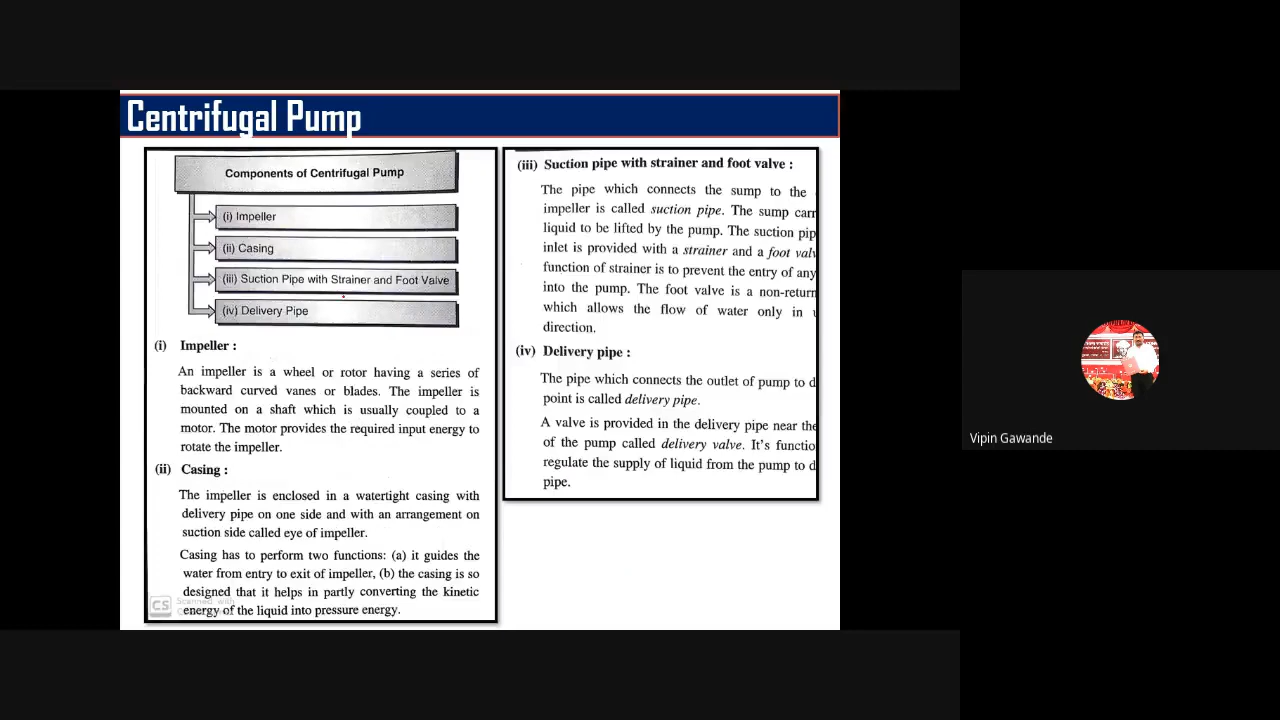 Centrifugal Pump
Components of Centrifugal Pump
(i) Impeller
(ii) Casing
(iii) Suction Pipe with Strainer and Foot Valve
(iv) Delivery Pipe
(i) Impeller :
An impeller is a wheel or rotor having a series of
backward curved vanes or blades. The impeller is
mounted on a shaft which is usually coupled to a
motor. The motor provides the required input energy to
rotate the impeller.
(ii) Casing :
The impeller is enclosed in a watertight casing with
delivery pipe on one side and with an arrangement on
suction side called eye of impeller.
Casing has to perform two functions: (a) it guides the
water from entry to exit of impeller, (b) the casing is so
designed that it helps in partly converting the kinetic
energy of the liquid into pressure energy.
CS
Scanned with
(iii) Suction pipe with strainer and foot valve :
The pipe which connects the sump to the
impeller is called suction pipe. The sump carr
liquid to be lifted by the pump. The suction pip
inlet is provided with a strainer and a foot valv
function of strainer is to prevent the entry of any
into the pump. The foot valve is a non-return
which allows the flow of water only in
direction.
(iv) Delivery pipe :
The pipe which connects the outlet of pump to d
point is called delivery pipe.
A valve is provided in the delivery pipe near the
of the pump called delivery valve. It's functio
regulate the supply of liquid from the pump to d
pipe.
Vipin Gawande